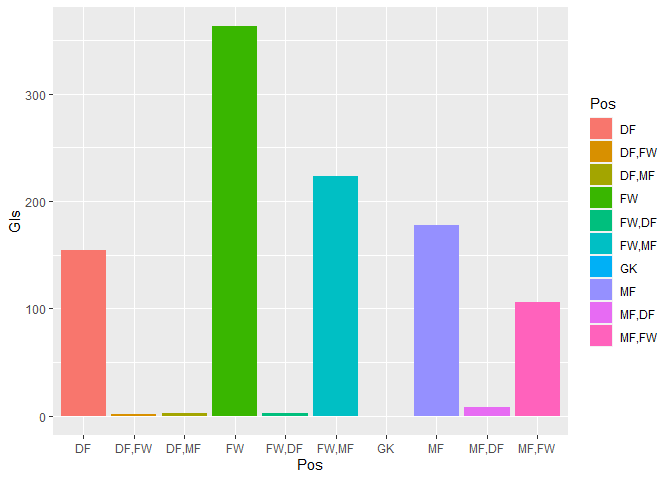 Gls
300
200
100
0
DF
DF,FW
DF,MF
FW
FW,DF
FW,MF
GK
MF
MF,DF
MF,FW
Pos
Pos
DF
DF,FW
DF,MF
FW
FW,DF
FW,MF
GK
MF
MF,DF
MF,FW